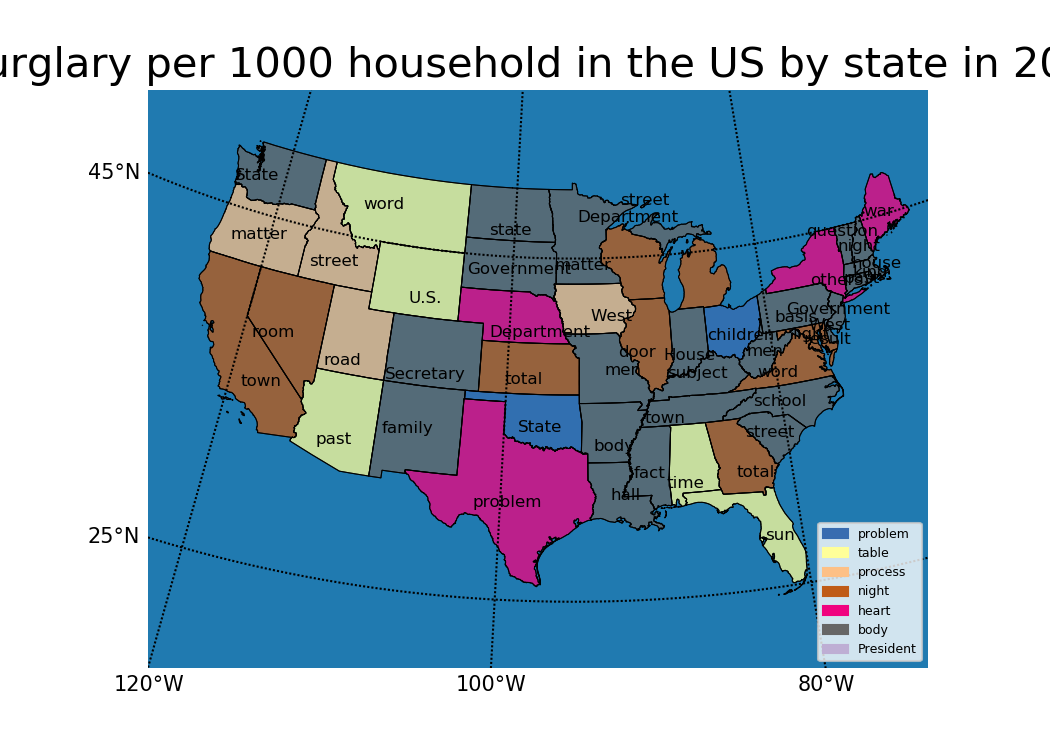 urglary per 1000 household in the US by state in 20
45°N
25°N
120°W
100°W
80°W
State
word
matter
street
state
street
Department
war
question
night
house
others
Government
matter
U.S.
Government
basis
West
Department
West
room
children
result
door
House
men
road
men
subject
word
Secretary
total
town
school
family
State
town
street
past
body
fact
time
total
problem
hall
sun
problem
table
process
night
heart
body
President